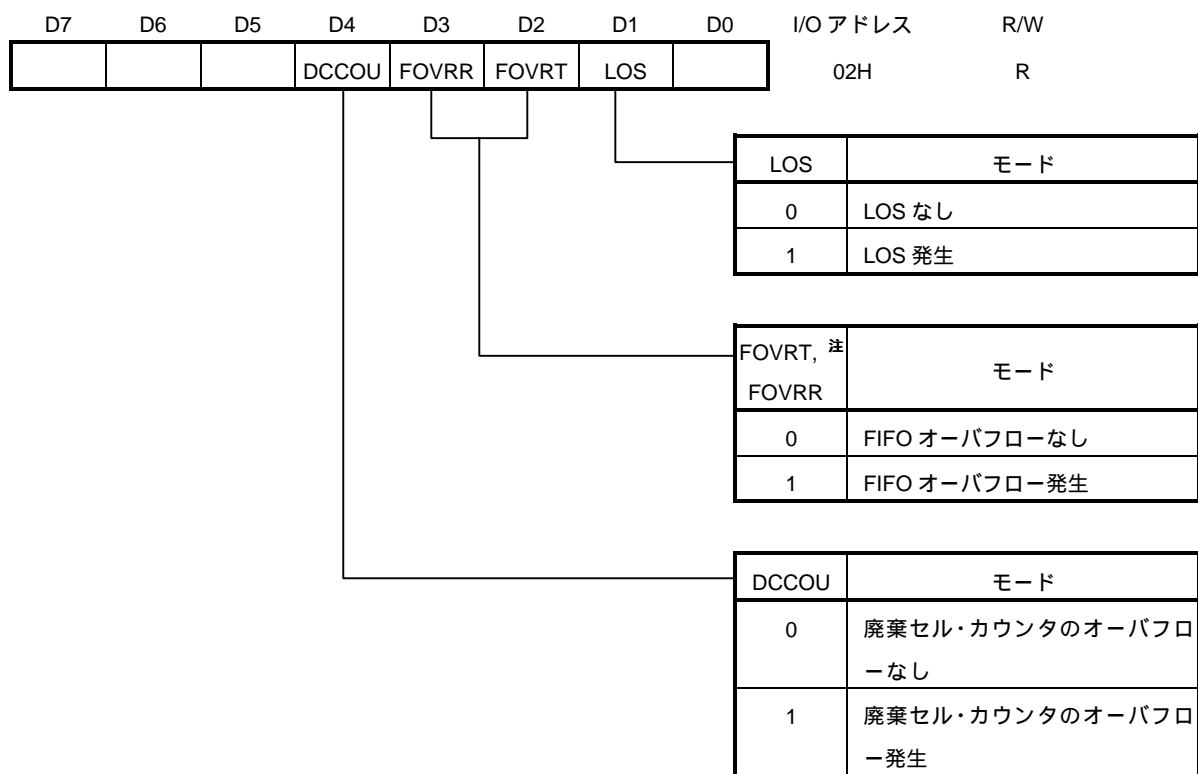 D7 D6 D5 D4 D3 D2 D1 D0 I/O アドレス R/W
DCCOU FOVRR FOVRT LOS 02H R
LOS モード
0 LOS なし
1 LOS 発生
FOVRT, 注 モード
FOVRR
0 FIFO オーバフローなし
1 FIFO オーバフロー発生
DCCOU モード
0 廃棄セル・カウンタのオーバフロ
ーなし
1 廃棄セル・カウンタのオーバフロ
ー発生